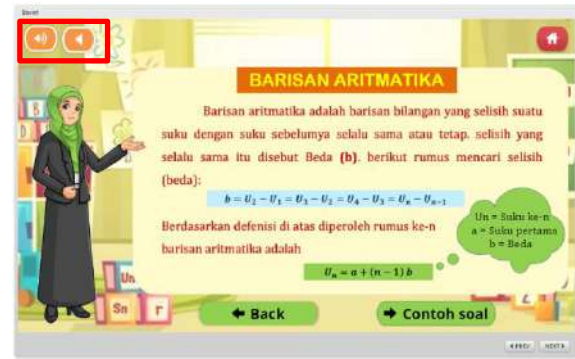 BARISAN ARITMATIKA
Barisan aritmatika adalah barisan bilangan yang selisih suatu
suku dengan suku sebelumya selalu sama atau tetap. selisih yang
selalu sama itu disebut Beda (b). berikut rumus mencari selisih
(beda):
b = U₂ − U₁ = U₃ − U₂ = U₄ − U₃ = Uₙ − Uₙ₋₁
Berdasarkan defenisi di atas diperoleh rumus ke-n
barisan aritmatika adalah
Uₙ = a + (n − 1) b
Un = Suku ke-n
a = Suku pertama
b = Beda
Un
Sn
r
L
Back
Contoh soal
PREV
NEXT